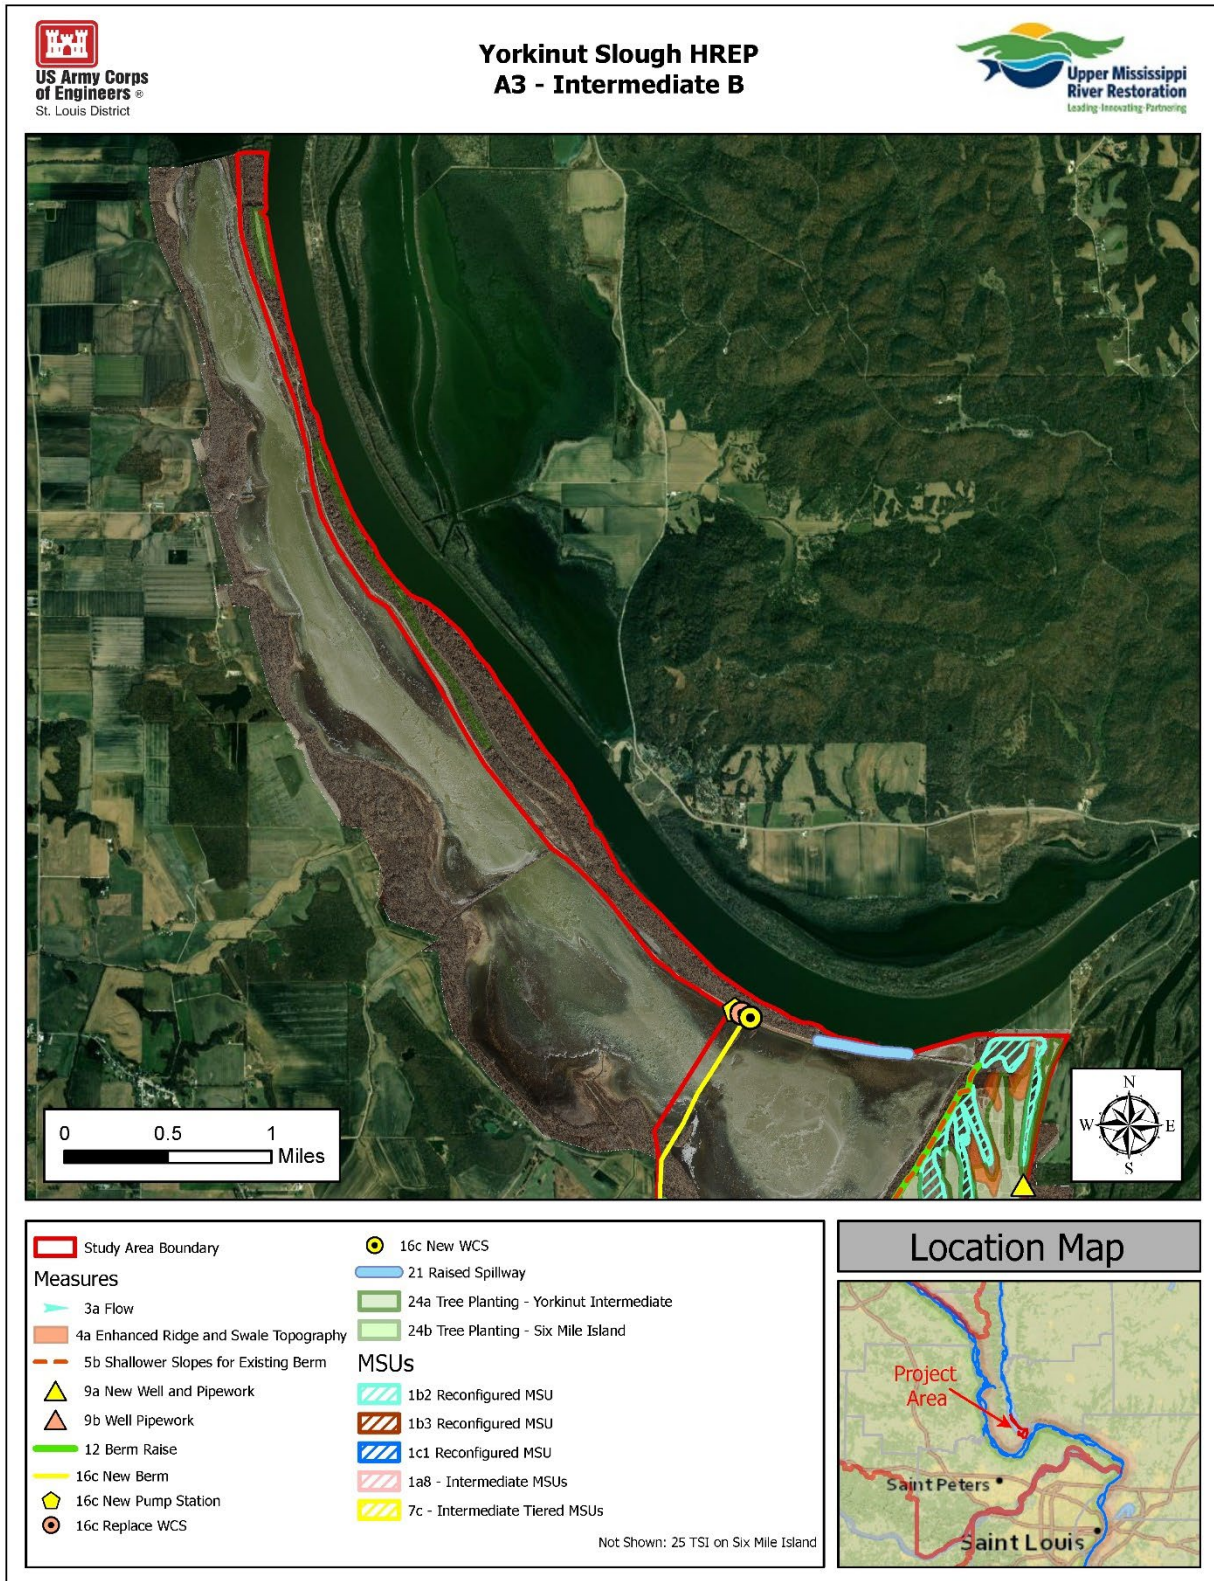 US Army Corps
of Engineers ®
St. Louis District
Yorkinut Slough HREP
A3 - Intermediate B
Upper Mississippi
River Restoration
Leading-Innovating-Partnering
0 0.5 1
Miles
N
W E
S
Study Area Boundary
Measures
3a Flow
4a Enhanced Ridge and Swale Topography
5b Shallower Slopes for Existing Berm
9a New Well and Pipework
9b Well Pipework
12 Berm Raise
16c New Berm
16c New Pump Station
16c Replace WCS
16c New WCS
21 Raised Spillway
24a Tree Planting - Yorkinut Intermediate
24b Tree Planting - Six Mile Island
MSUs
1b2 Reconfigured MSU
1b3 Reconfigured MSU
1c1 Reconfigured MSU
1a8 - Intermediate MSUs
7c - Intermediate Tiered MSUs
Not Shown: 25 TSI on Six Mile Island
Location Map
Project
Area
Saint Peters
Saint Louis